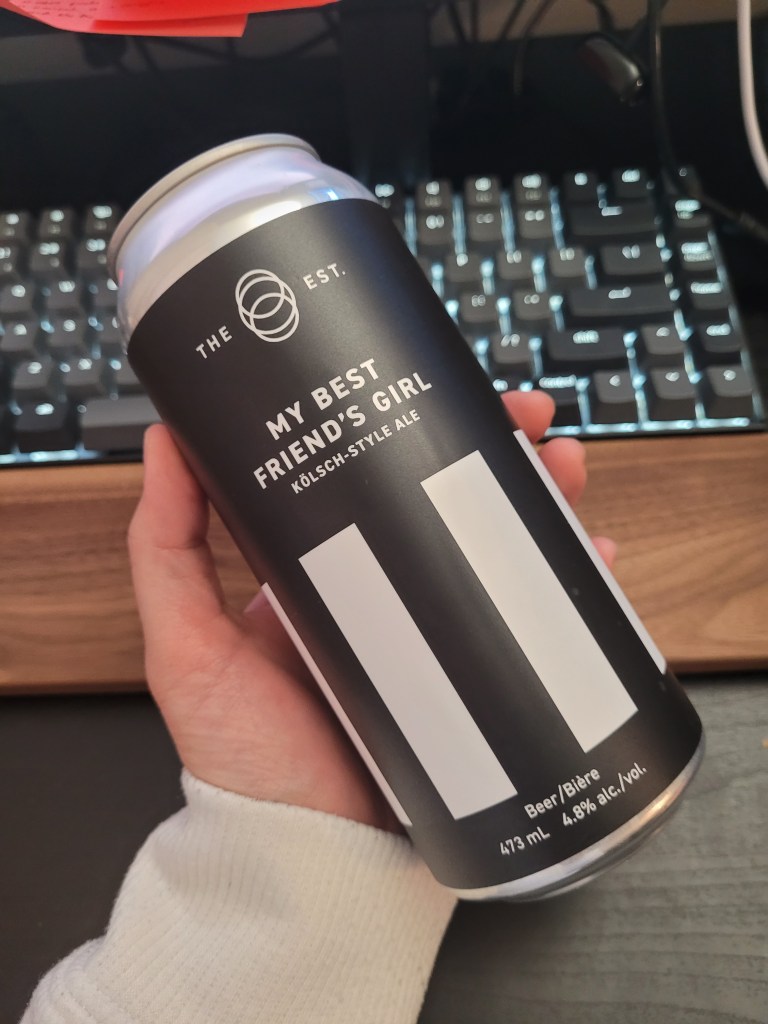 THE EST.
MY BEST
FRIEND'S GIRL
KÖLSCH-STYLE ALE
Beer/Bière
473 mL 4.8% alc./vol.